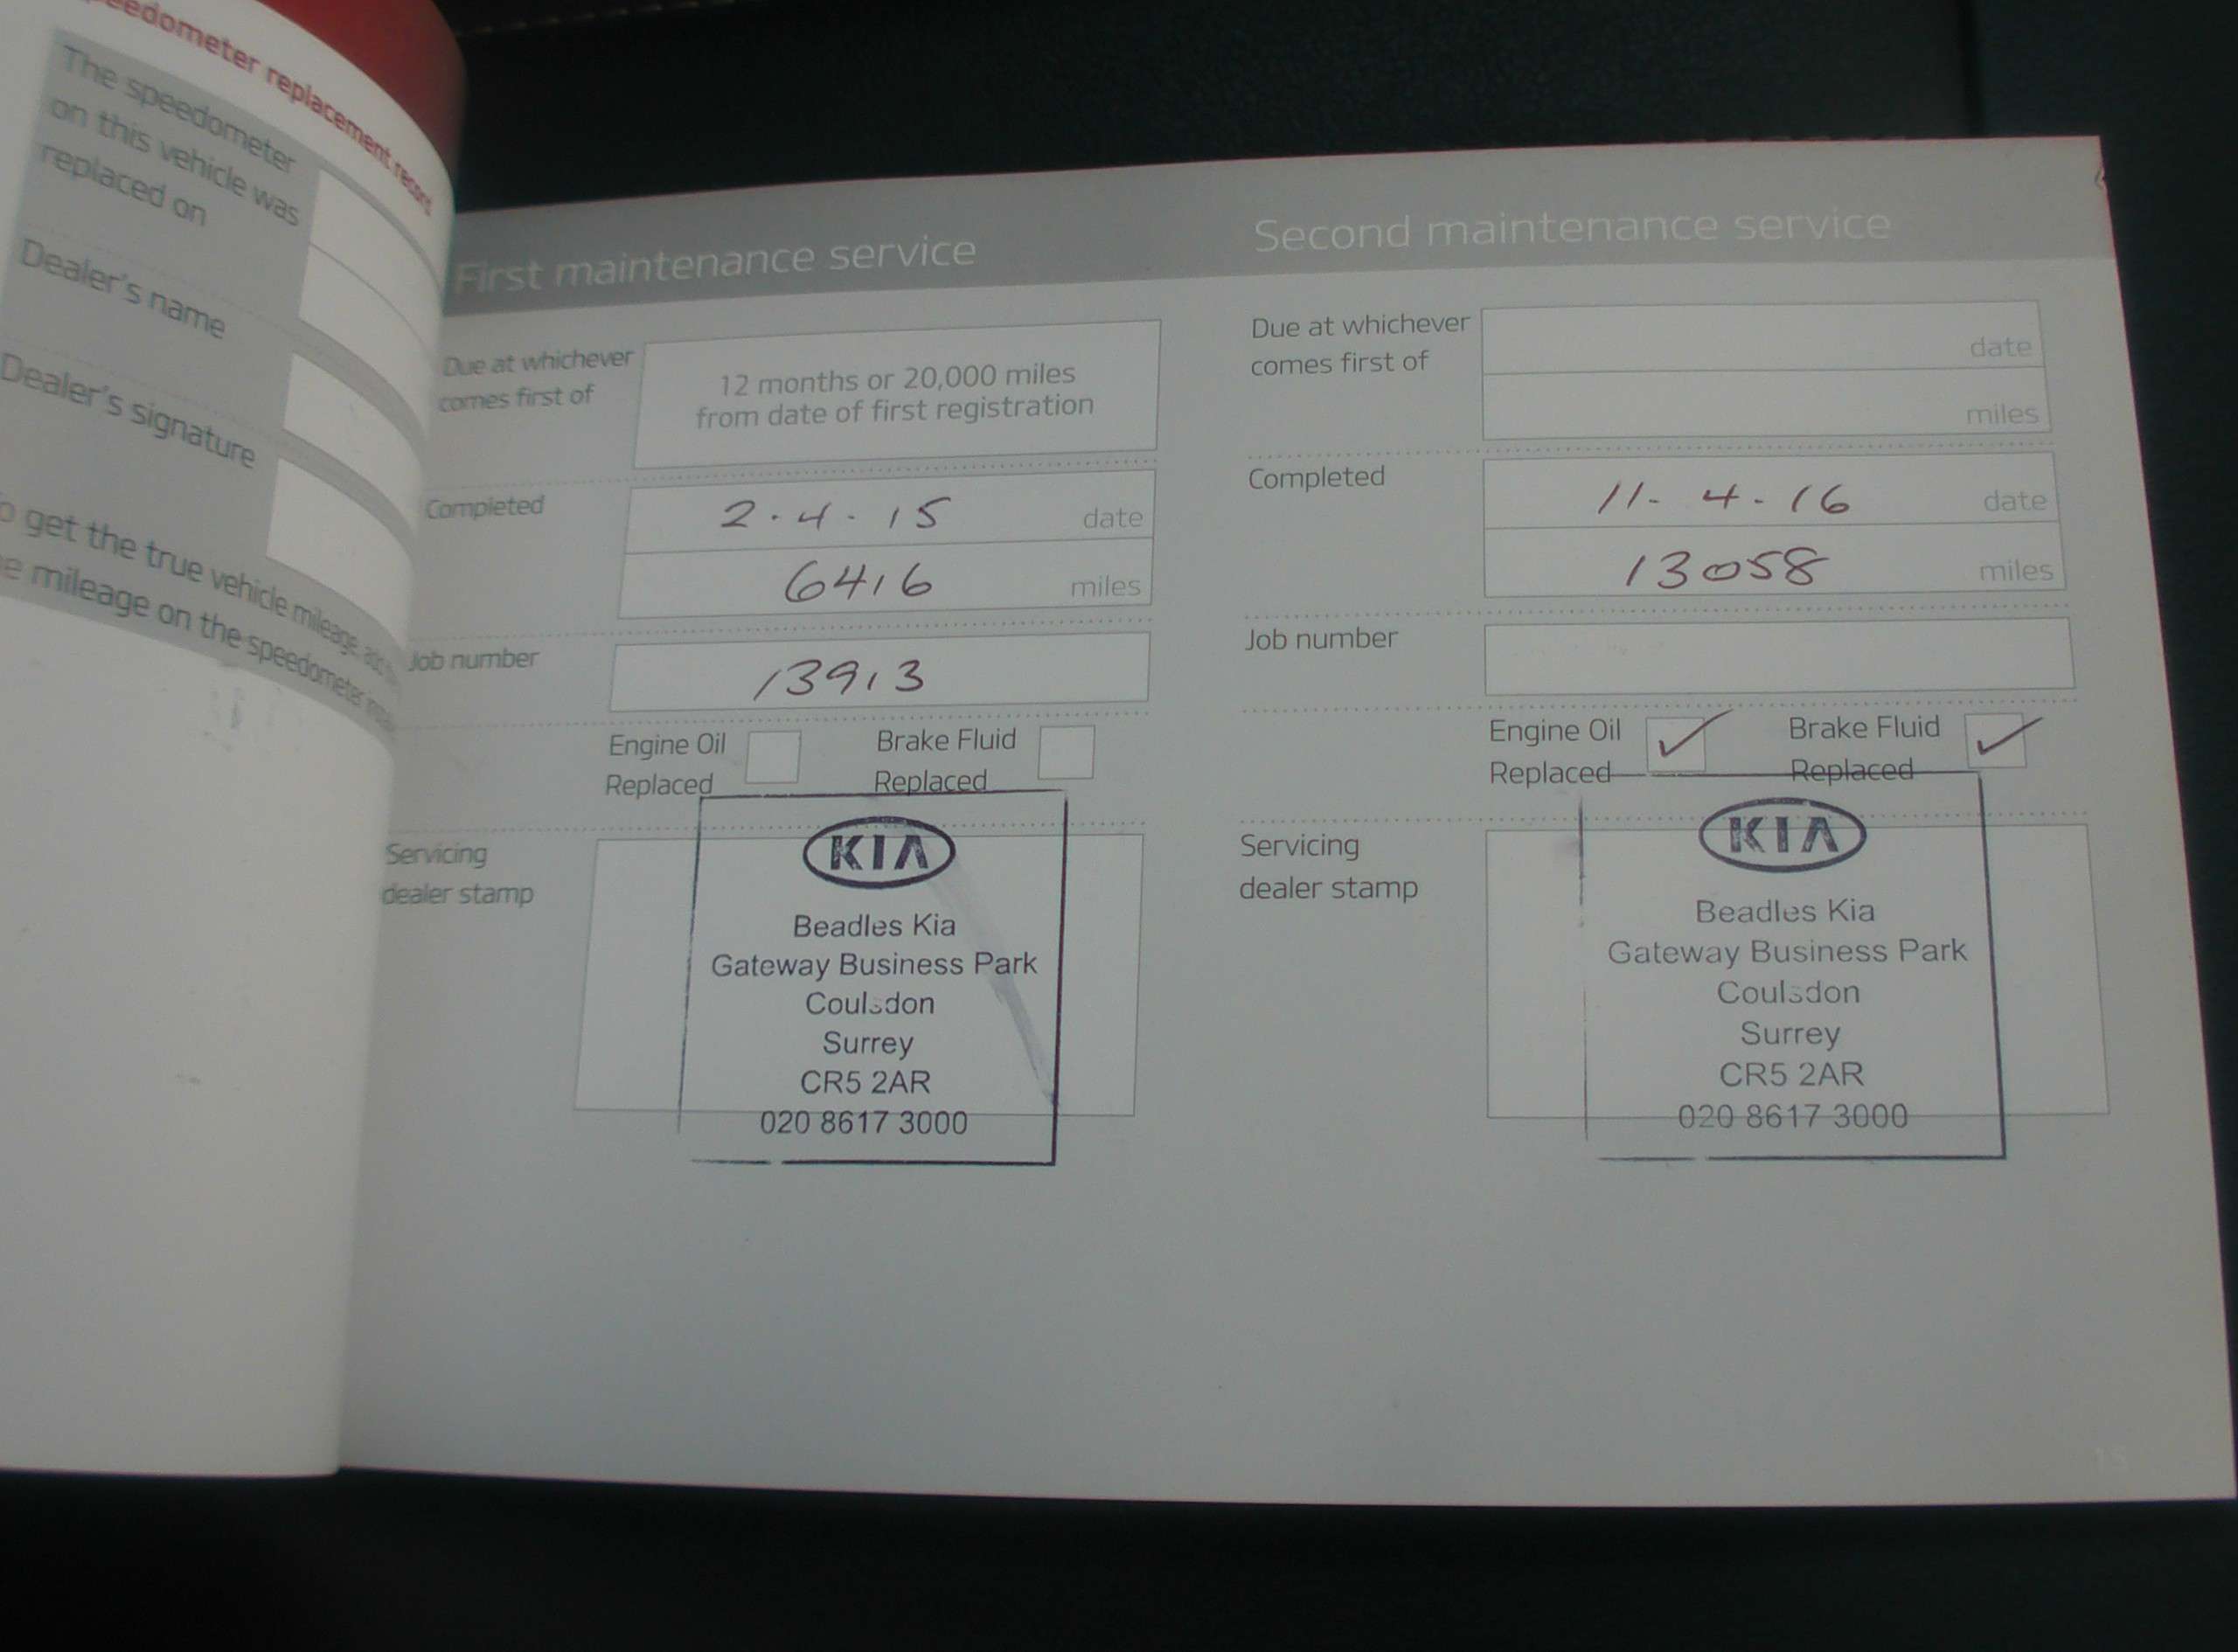 speedometer replacement record
The speedometer
on this vehicle was
replaced on
Dealer's name
Dealer's signature
get the true vehicle mileage, add
mileage on the speedometer
First maintenance service
Due at whichever
comes first of
12 months or 20,000 miles
from date of first registration
Completed
2.4.15 date
6416 miles
Job number
13913
Engine Oil
Replaced
Brake Fluid
Replaced
Servicing
dealer stamp
KIA
Beadles Kia
Gateway Business Park
Coulsdon
Surrey
CR5 2AR
020 8617 3000
Second maintenance service
Due at whichever
comes first of
date
miles
Completed
11-4-16 date
13058 miles
Job number
Engine Oil
Replaced
Brake Fluid
Replaced
Servicing
dealer stamp
KIA
Beadles Kia
Gateway Business Park
Coulsdon
Surrey
CR5 2AR
020 8617 3000
15